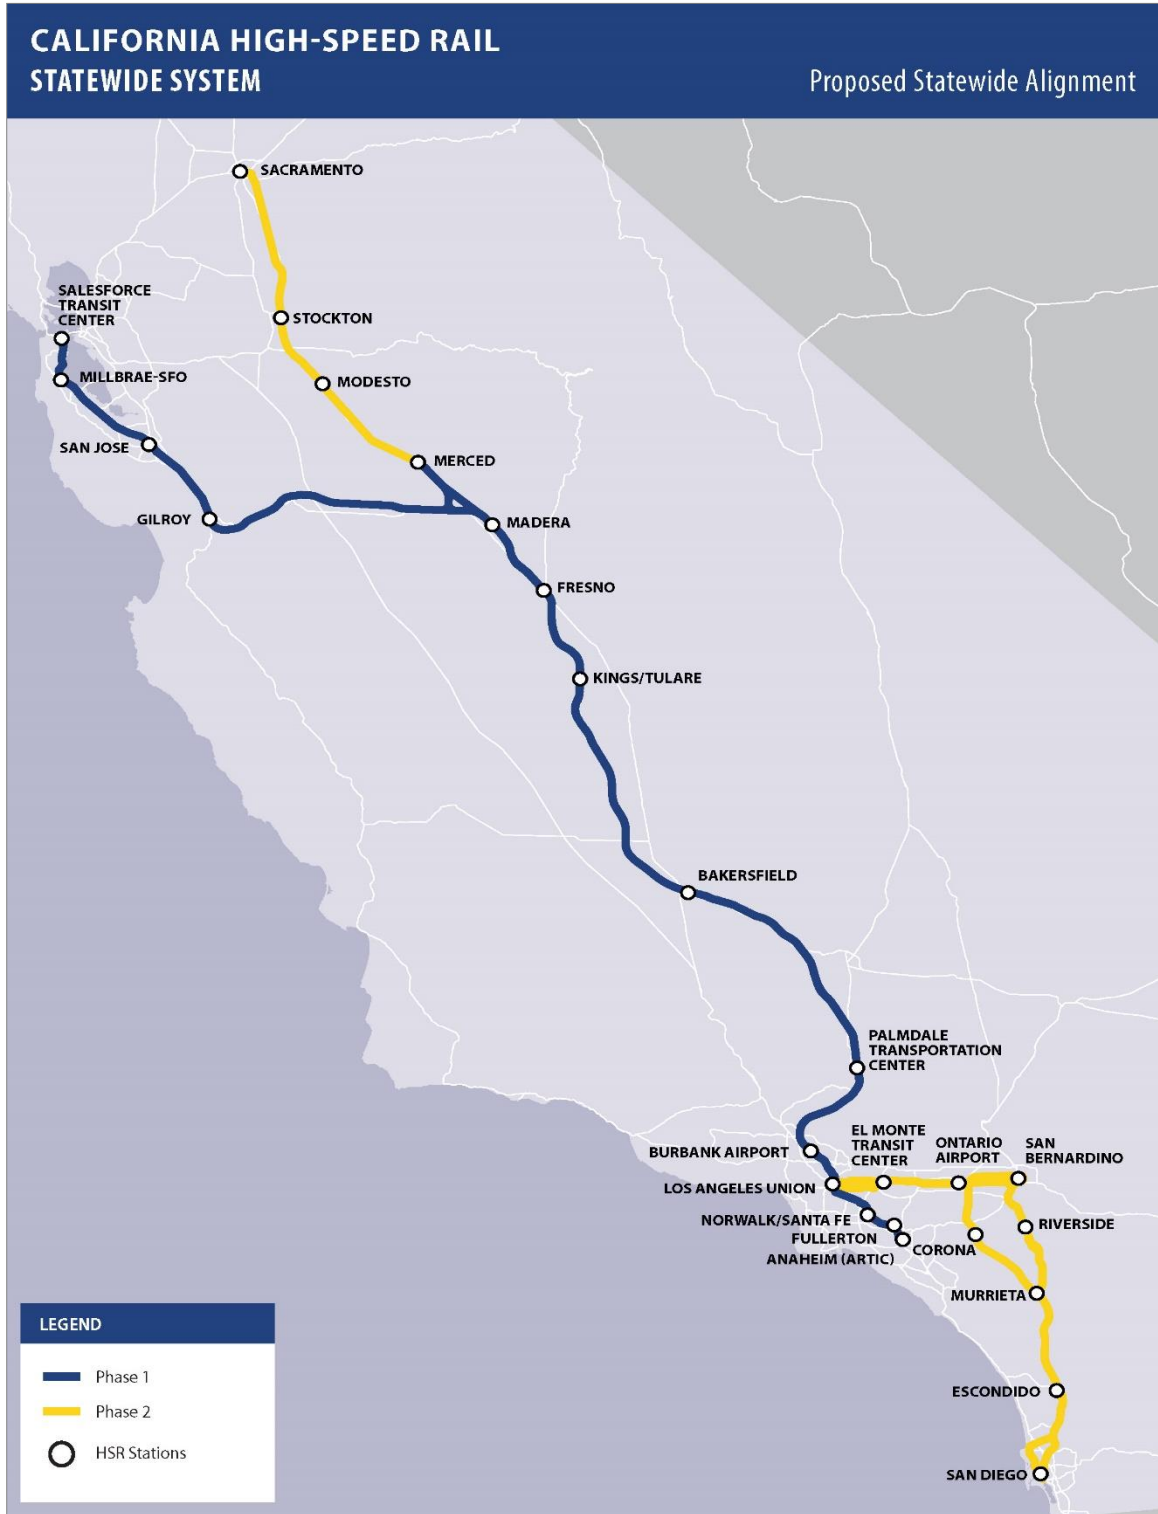 CALIFORNIA HIGH-SPEED RAIL
STATEWIDE SYSTEM
Proposed Statewide Alignment
SACRAMENTO
SALESFORCE
TRANSIT
CENTER
STOCKTON
MILLBRAE-SFO
MODESTO
SAN JOSE
MERCED
GILROY
MADERA
FRESNO
KINGS/TULARE
BAKERSFIELD
PALMDALE
TRANSPORTATION
CENTER
BURBANK AIRPORT
EL MONTE
TRANSIT
CENTER
ONTARIO
AIRPORT
SAN
BERNARDINO
LOS ANGELES UNION
NORWALK/SANTA FE
FULLERTON
ANAHEIM (ARTIC)
CORONA
RIVERSIDE
MURRIETA
ESCONDIDO
SAN DIEGO
LEGEND
Phase 1
Phase 2
HSR Stations